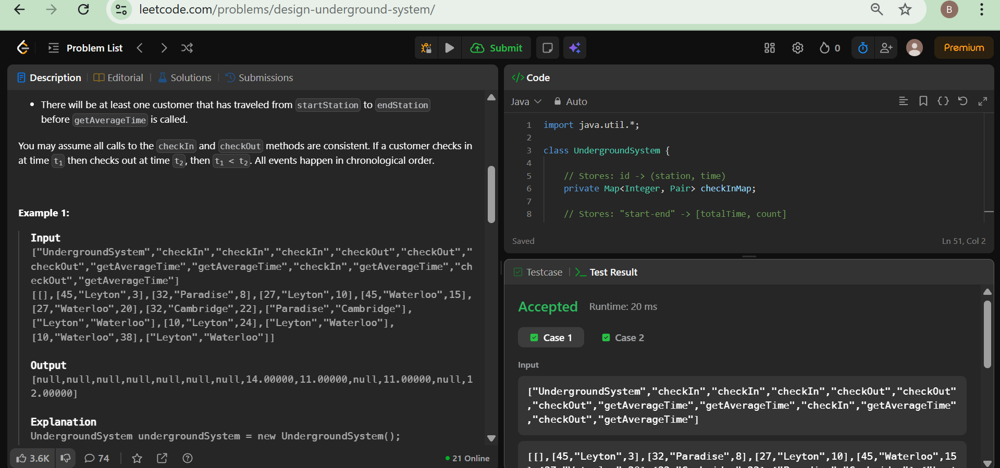 leetcode.com/problems/design-underground-system/
B
Problem List
Submit
0
Premium
Description
Editorial
Solutions
Submissions
• There will be at least one customer that has traveled from startStation to endStation
before getAverageTime is called.
You may assume all calls to the checkIn and checkOut methods are consistent. If a customer checks in
at time t1 then checks out at time t2, then t1 < t2. All events happen in chronological order.
Example 1:
Input
["UndergroundSystem","checkIn","checkIn","checkIn","checkOut","checkOut","
checkOut","getAverageTime","getAverageTime","checkIn","getAverageTime","ch
eckOut","getAverageTime"]
[[],[45,"Leyton",3],[32,"Paradise",8],[27,"Leyton",10],[45,"Waterloo",15],
[27,"Waterloo",20],[32,"Cambridge",22],["Paradise","Cambridge"],
["Leyton","Waterloo"],[10,"Leyton",24],["Leyton","Waterloo"],
[10,"Waterloo",38],["Leyton","Waterloo"]]
Output
[null,null,null,null,null,null,null,14.00000,11.00000,null,11.00000,null,1
2.00000]
Explanation
UndergroundSystem undergroundSystem = new UndergroundSystem();
3.6K
74
21 Online
</> Code
Java
Auto
1 import java.util.*;
2
3 class UndergroundSystem {
4
5 // Stores: id -> (station, time)
6 private Map<Integer, Pair> checkInMap;
7
8 // Stores: "start-end" -> [totalTime, count]
Saved
Ln 51, Col 2
Testcase
Test Result
Accepted
Runtime: 20 ms
Case 1
Case 2
Input
["UndergroundSystem","checkIn","checkIn","checkIn","checkOut","checkOut"
,"checkOut","getAverageTime","getAverageTime","checkIn","getAverageTime"
,"checkOut","getAverageTime"]
[[],[45,"Leyton",3],[32,"Paradise",8],[27,"Leyton",10],[45,"Waterloo",15